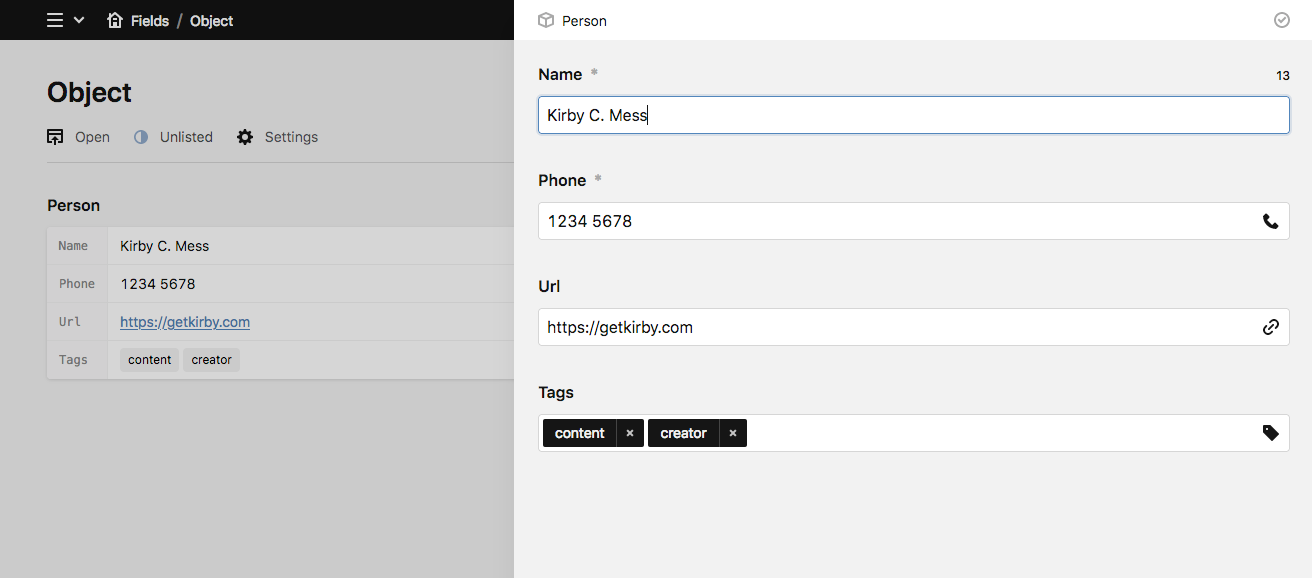 Fields / Object
Object
Open Unlisted Settings
Person
Name Kirby C. Mess
Phone 1234 5678
Url https://getkirby.com
Tags content creator
Person
Name * 13
Kirby C. Mess
Phone *
1234 5678
Url
https://getkirby.com
Tags
content × creator ×